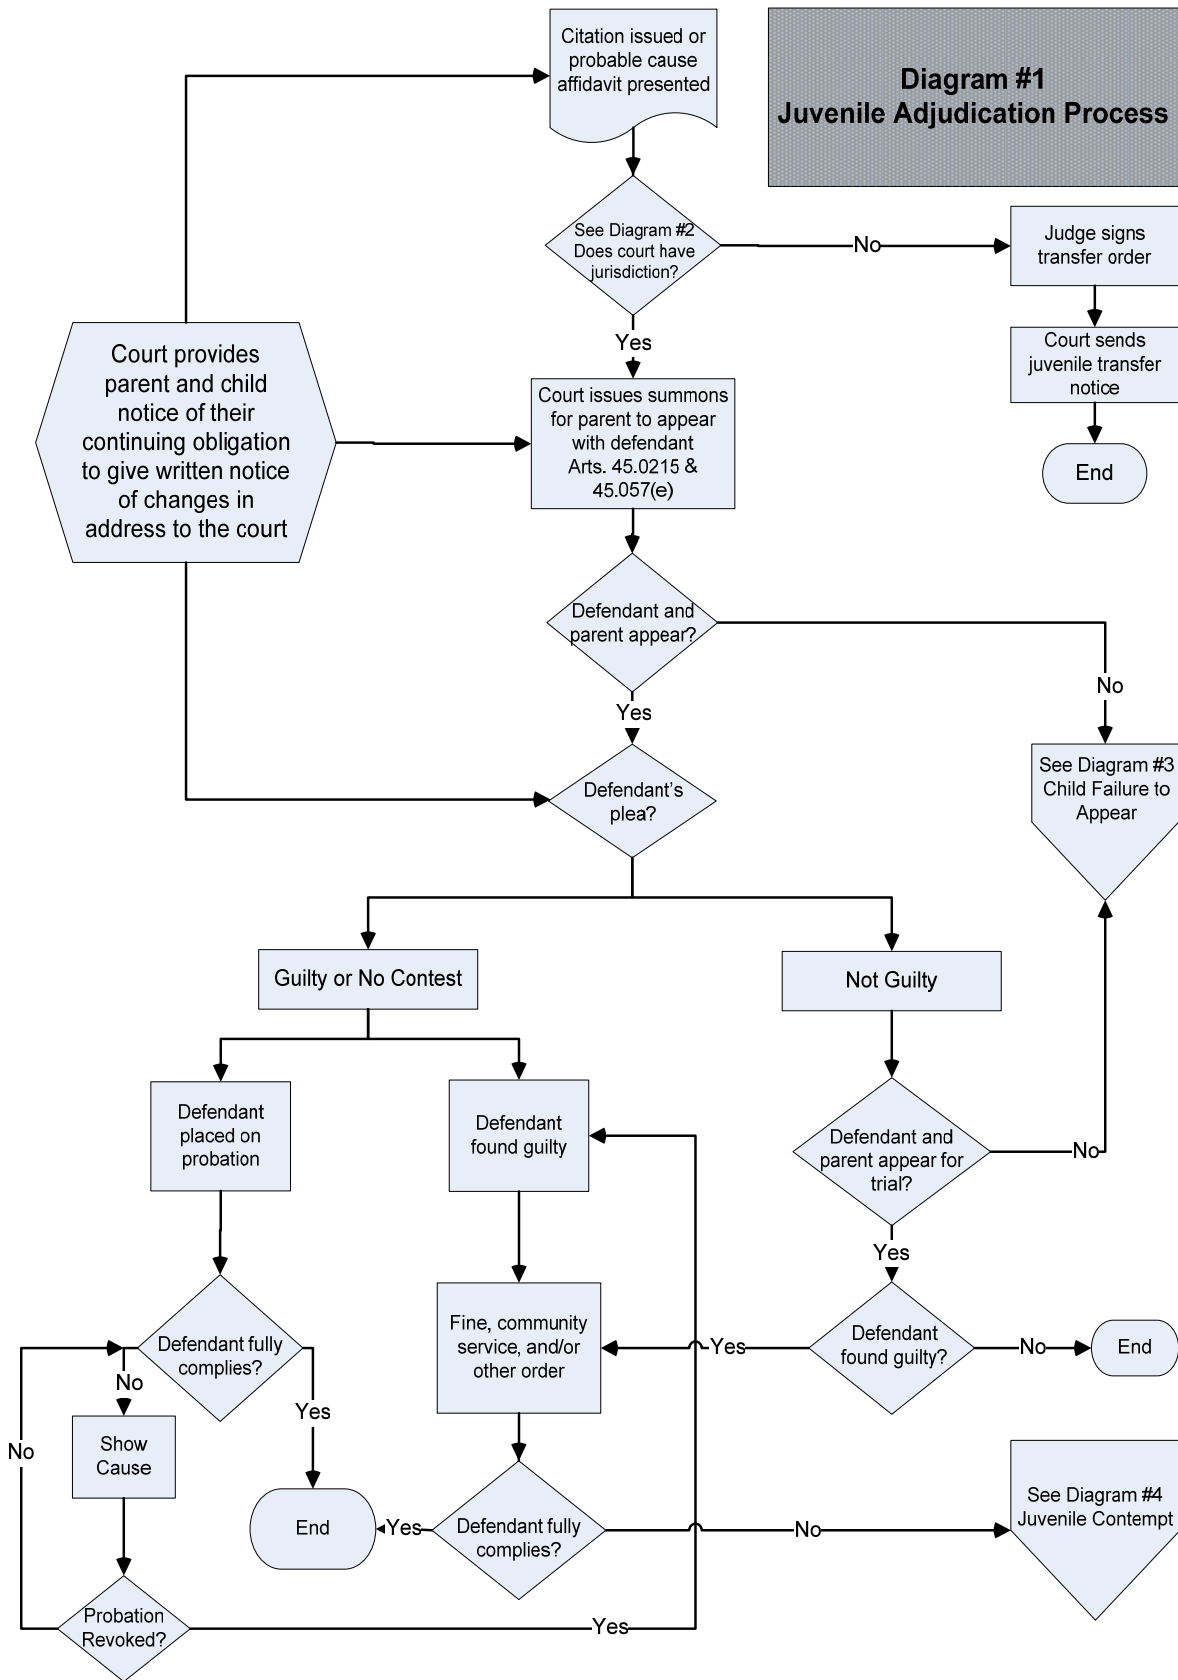 Citation issued or
probable cause
affidavit presented
Diagram #1
Juvenile Adjudication Process
See Diagram #2
Does court have
jurisdiction?
No
Judge signs
transfer order
Yes
Court sends
juvenile transfer
notice
End
Court provides
parent and child
notice of their
continuing obligation
to give written notice
of changes in
address to the court
Court issues summons
for parent to appear
with defendant
Arts. 45.0215 &
45.057(e)
Defendant and
parent appear?
No
Yes
See Diagram #3
Child Failure to
Appear
Defendant's
plea?
Guilty or No Contest
Not Guilty
Defendant
placed on
probation
Defendant
found guilty
Defendant and
parent appear for
trial?
No
Yes
Defendant fully
complies?
No
Yes
Fine, community
service, and/or
other order
Yes
Defendant
found guilty?
No
End
No
Show
Cause
End
Yes
Defendant fully
complies?
No
See Diagram #4
Juvenile Contempt
Probation
Revoked?
Yes